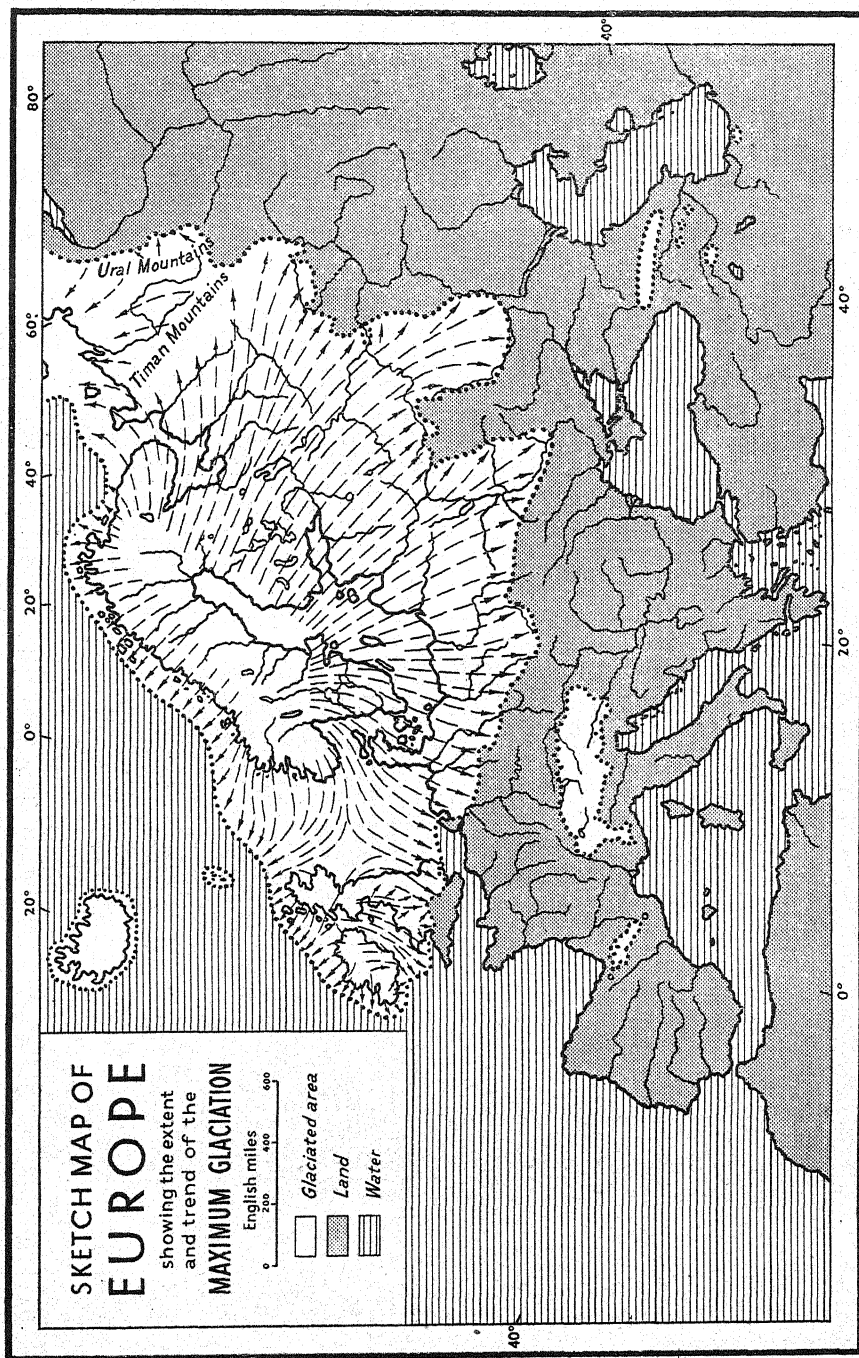 SKETCH MAP OF
EUROPE
showing the extent
and trend of the
MAXIMUM GLACIATION
English miles
0 200 400 600
Glaciated area
Land
Water
20° 0° 20° 40° 60° 80°
Ural Mountains
Timan Mountains
40° 40°
0° 20° 40°